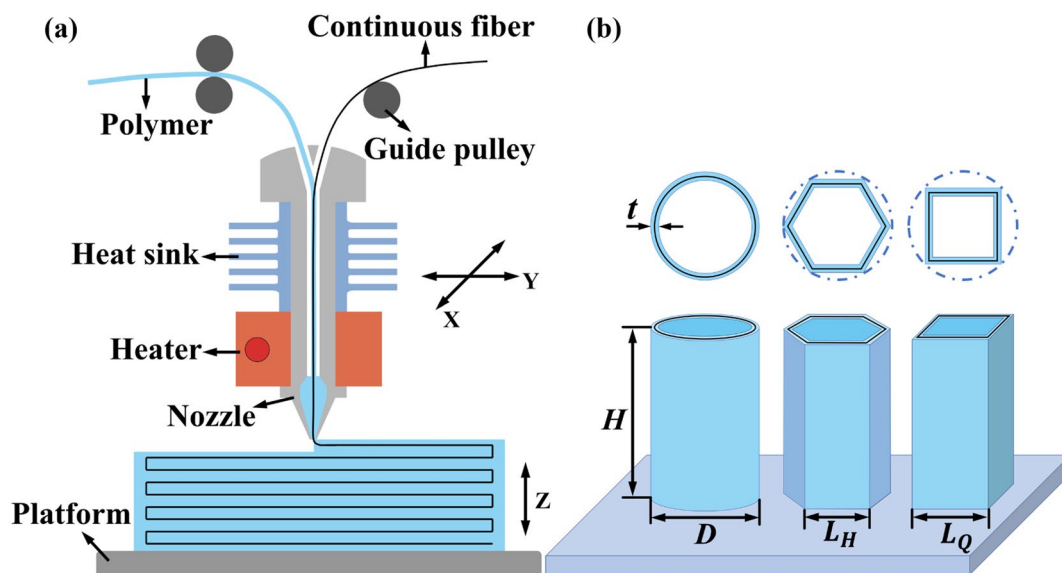 (a)
Continuous fiber
Polymer
Guide pulley
Heat sink
Y
X
Heater
Nozzle
Z
Platform
(b)
t
H
D
L_H
L_Q